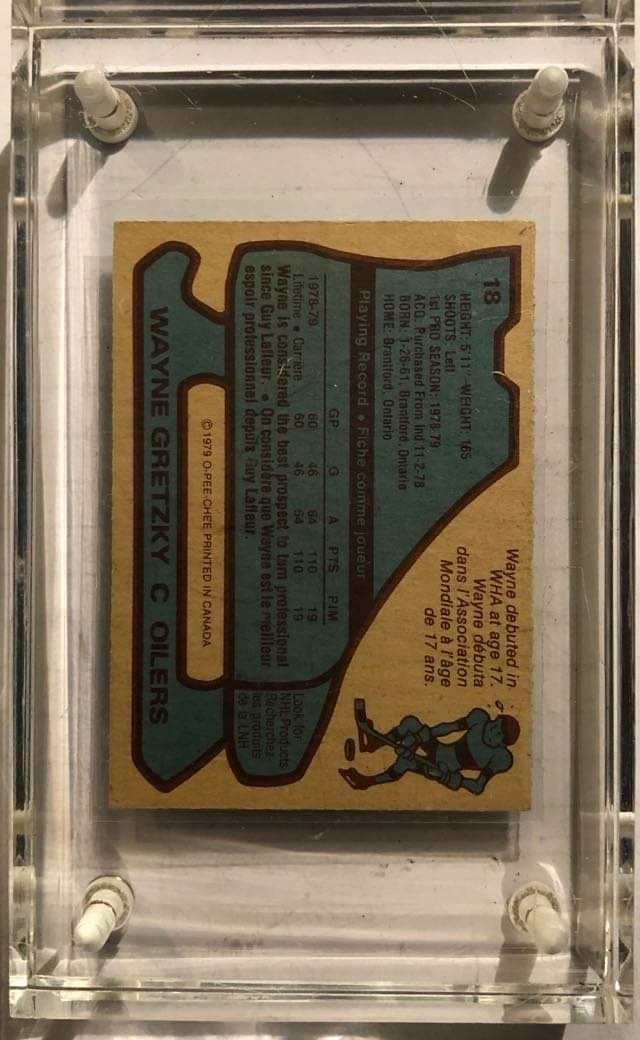 18
HEIGHT: 5'11" WEIGHT: 165
SHOOTS: Left
1st PRO SEASON: 1978-79
ACQ: Purchased From Ind 11-2-78
BORN: 1-26-61, Brantford, Ontario
HOME: Brantford, Ontario
Wayne debuted in
WHA at age 17.
Wayne débuta
dans l'Association
Mondiale à l'âge
de 17 ans.
Playing Record • Fiche comme joueur
GP G A PTS PIM
1978-79 60 46 64 110 19
Lifetime • Carrière 60 46 64 110 19
Wayne is considered the best prospect to turn professional
since Guy Lafleur. • On considère que Wayne est le meilleur
espoir professionnel depuis Guy Lafleur.
Look for
NHL Products
Recherchez
les produits
de la LNH
© 1979 O-PEE-CHEE PRINTED IN CANADA
WAYNE GRETZKY C OILERS